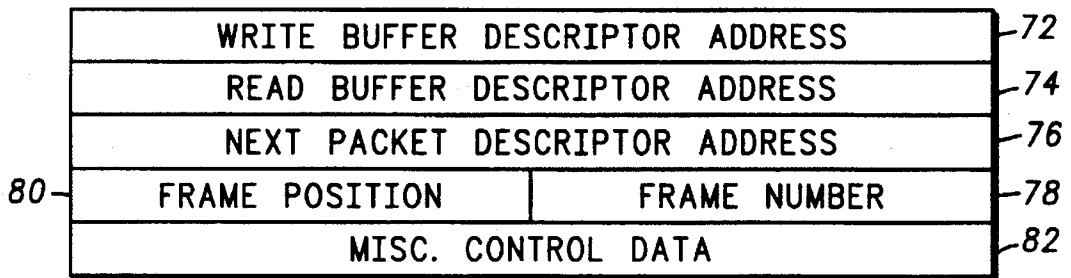 WRITE BUFFER DESCRIPTOR ADDRESS 72
READ BUFFER DESCRIPTOR ADDRESS 74
NEXT PACKET DESCRIPTOR ADDRESS 76
80 FRAME POSITION FRAME NUMBER 78
MISC. CONTROL DATA 82